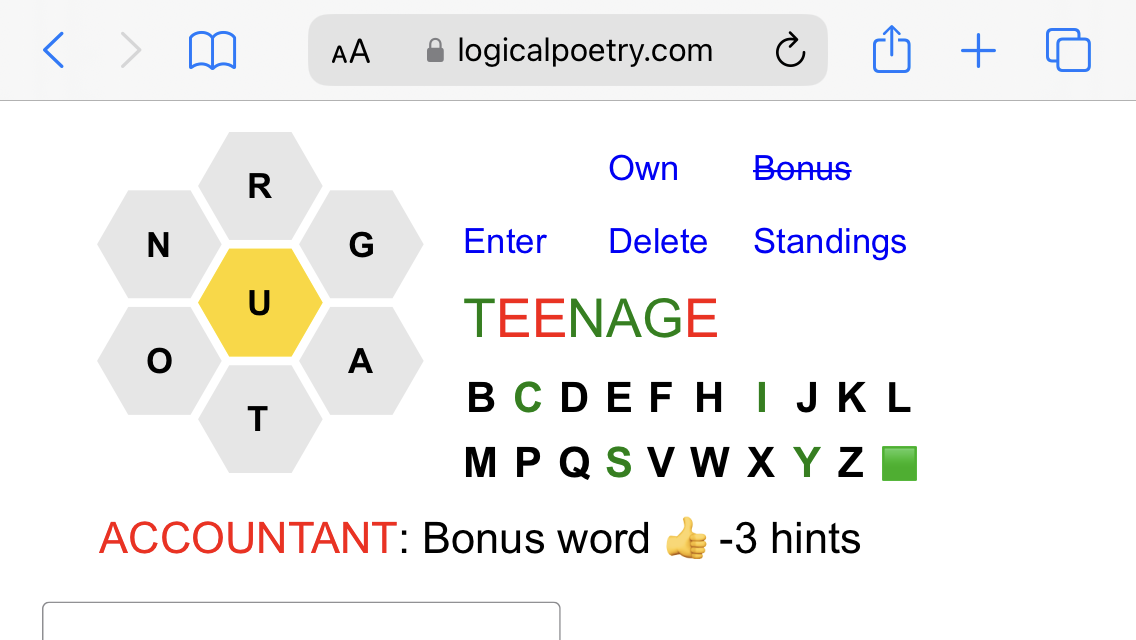 AA logicalpoetry.com
R
N G
U
O A
T
Own Bonus
Enter Delete Standings
TEENAGE
B C D E F H I J K L
M P Q S V W X Y Z
ACCOUNTANT: Bonus word 👍 -3 hints